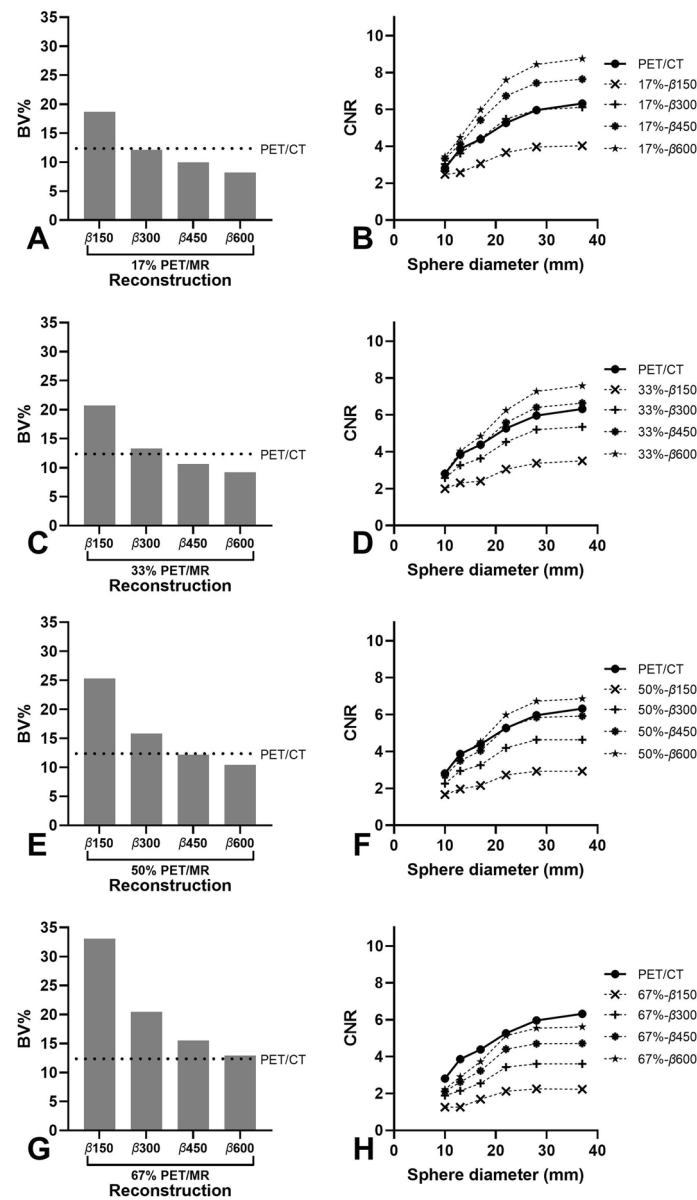 35
30
25
20
15
10
5
0
BV%
PET/CT
β150 β300 β450 β600
17% PET/MR
Reconstruction
A
10
8
6
4
2
0
CNR
0 10 20 30 40
Sphere diameter (mm)
B
PET/CT
17%-β150
17%-β300
17%-β450
17%-β600
35
30
25
20
15
10
5
0
BV%
PET/CT
β150 β300 β450 β600
33% PET/MR
Reconstruction
C
10
8
6
4
2
0
CNR
0 10 20 30 40
Sphere diameter (mm)
D
PET/CT
33%-β150
33%-β300
33%-β450
33%-β600
35
30
25
20
15
10
5
0
BV%
PET/CT
β150 β300 β450 β600
50% PET/MR
Reconstruction
E
10
8
6
4
2
0
CNR
0 10 20 30 40
Sphere diameter (mm)
F
PET/CT
50%-β150
50%-β300
50%-β450
50%-β600
35
30
25
20
15
10
5
0
BV%
PET/CT
β150 β300 β450 β600
67% PET/MR
Reconstruction
G
10
8
6
4
2
0
CNR
0 10 20 30 40
Sphere diameter (mm)
H
PET/CT
67%-β150
67%-β300
67%-β450
67%-β600